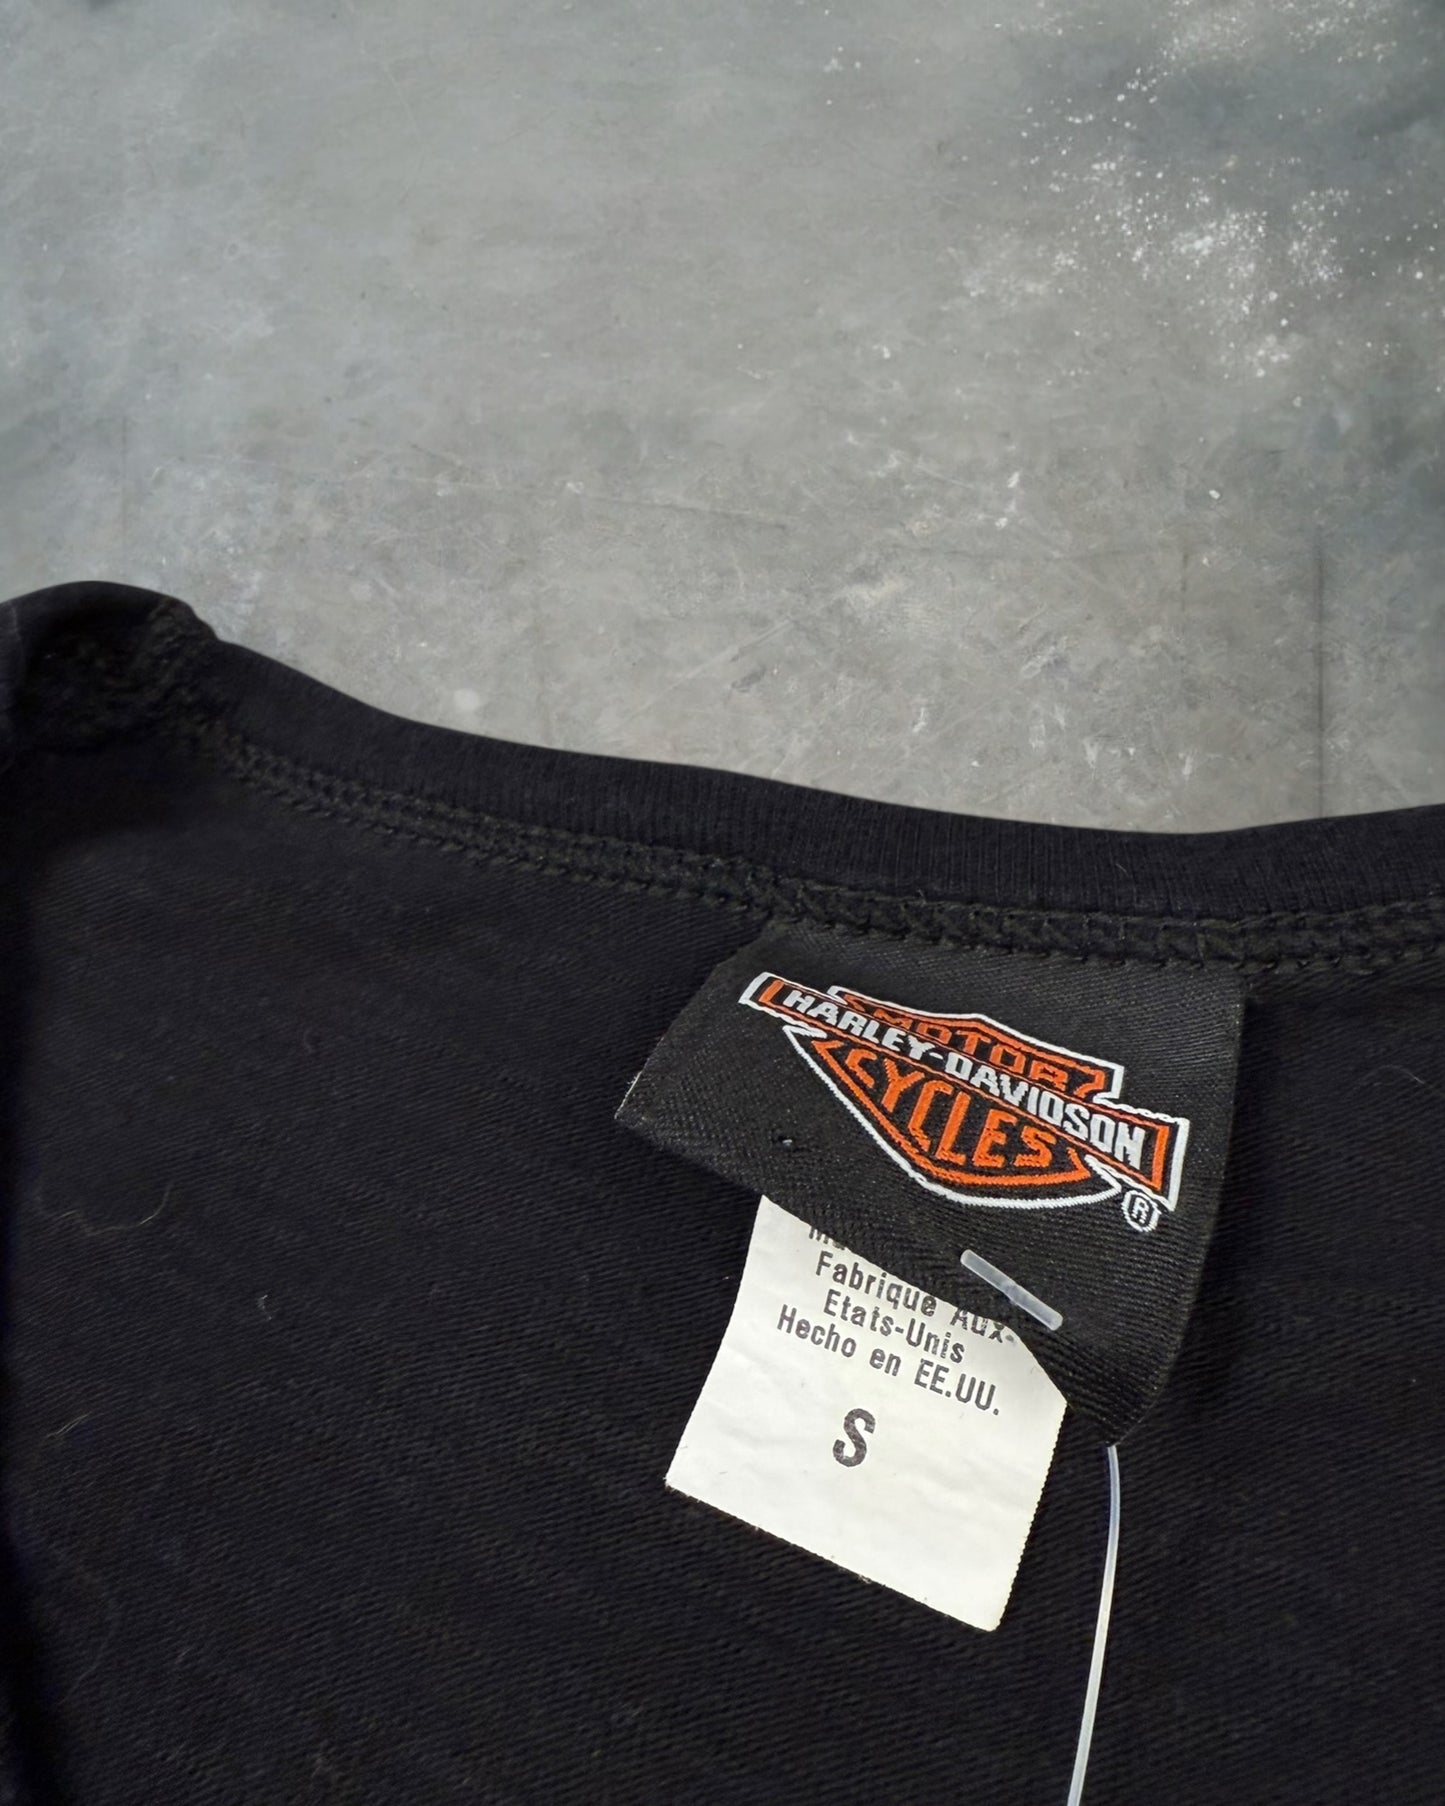 MOTOR
HARLEY-DAVIDSON
CYCLES
®
Fabrique Aux-
Etats-Unis
Hecho en EE.UU.
S